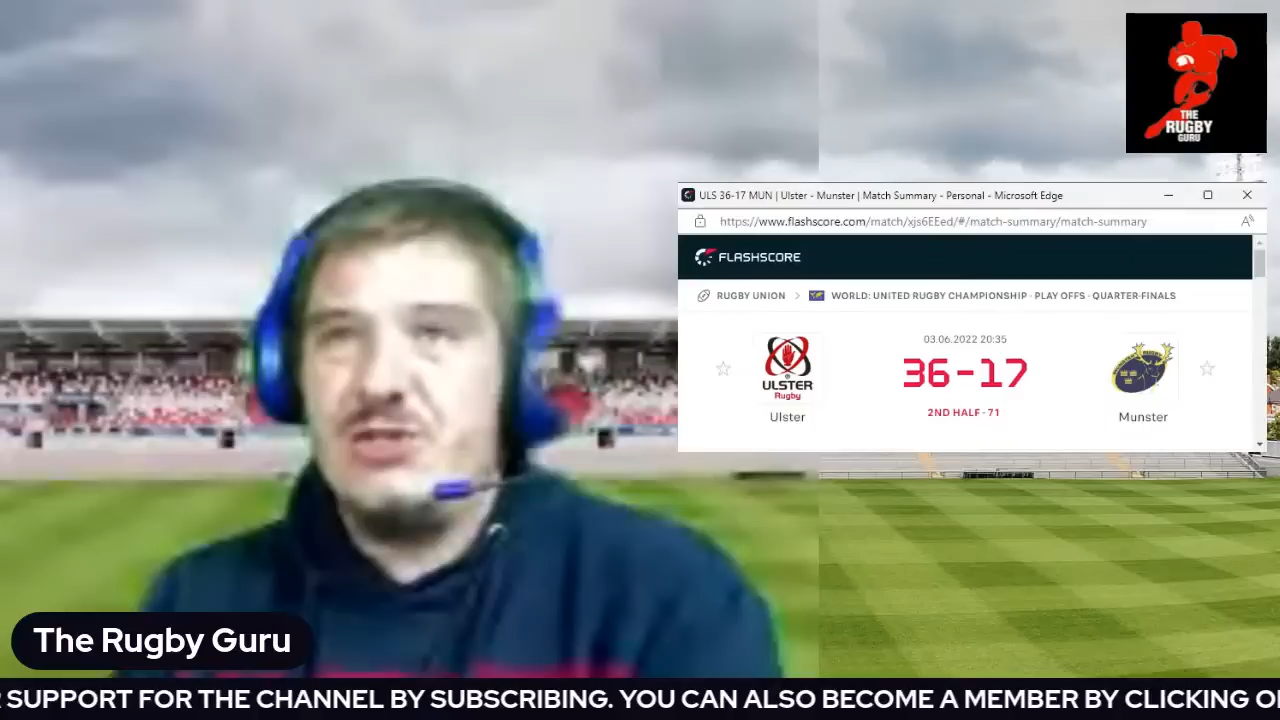 THE
RUGBY
GURU
ULS 36-17 MUN | Ulster - Munster | Match Summary - Personal - Microsoft Edge
https://www.flashscore.com/match/xjs6EEed/#/match-summary/match-summary
FLASHSCORE
RUGBY UNION > WORLD: UNITED RUGBY CHAMPIONSHIP - PLAY OFFS - QUARTER-FINALS
03.06.2022 20:35
36-17
2ND HALF - 71
ULSTER
Rugby
Ulster
Munster
The Rugby Guru
SUPPORT FOR THE CHANNEL BY SUBSCRIBING. YOU CAN ALSO BECOME A MEMBER BY CLICKING